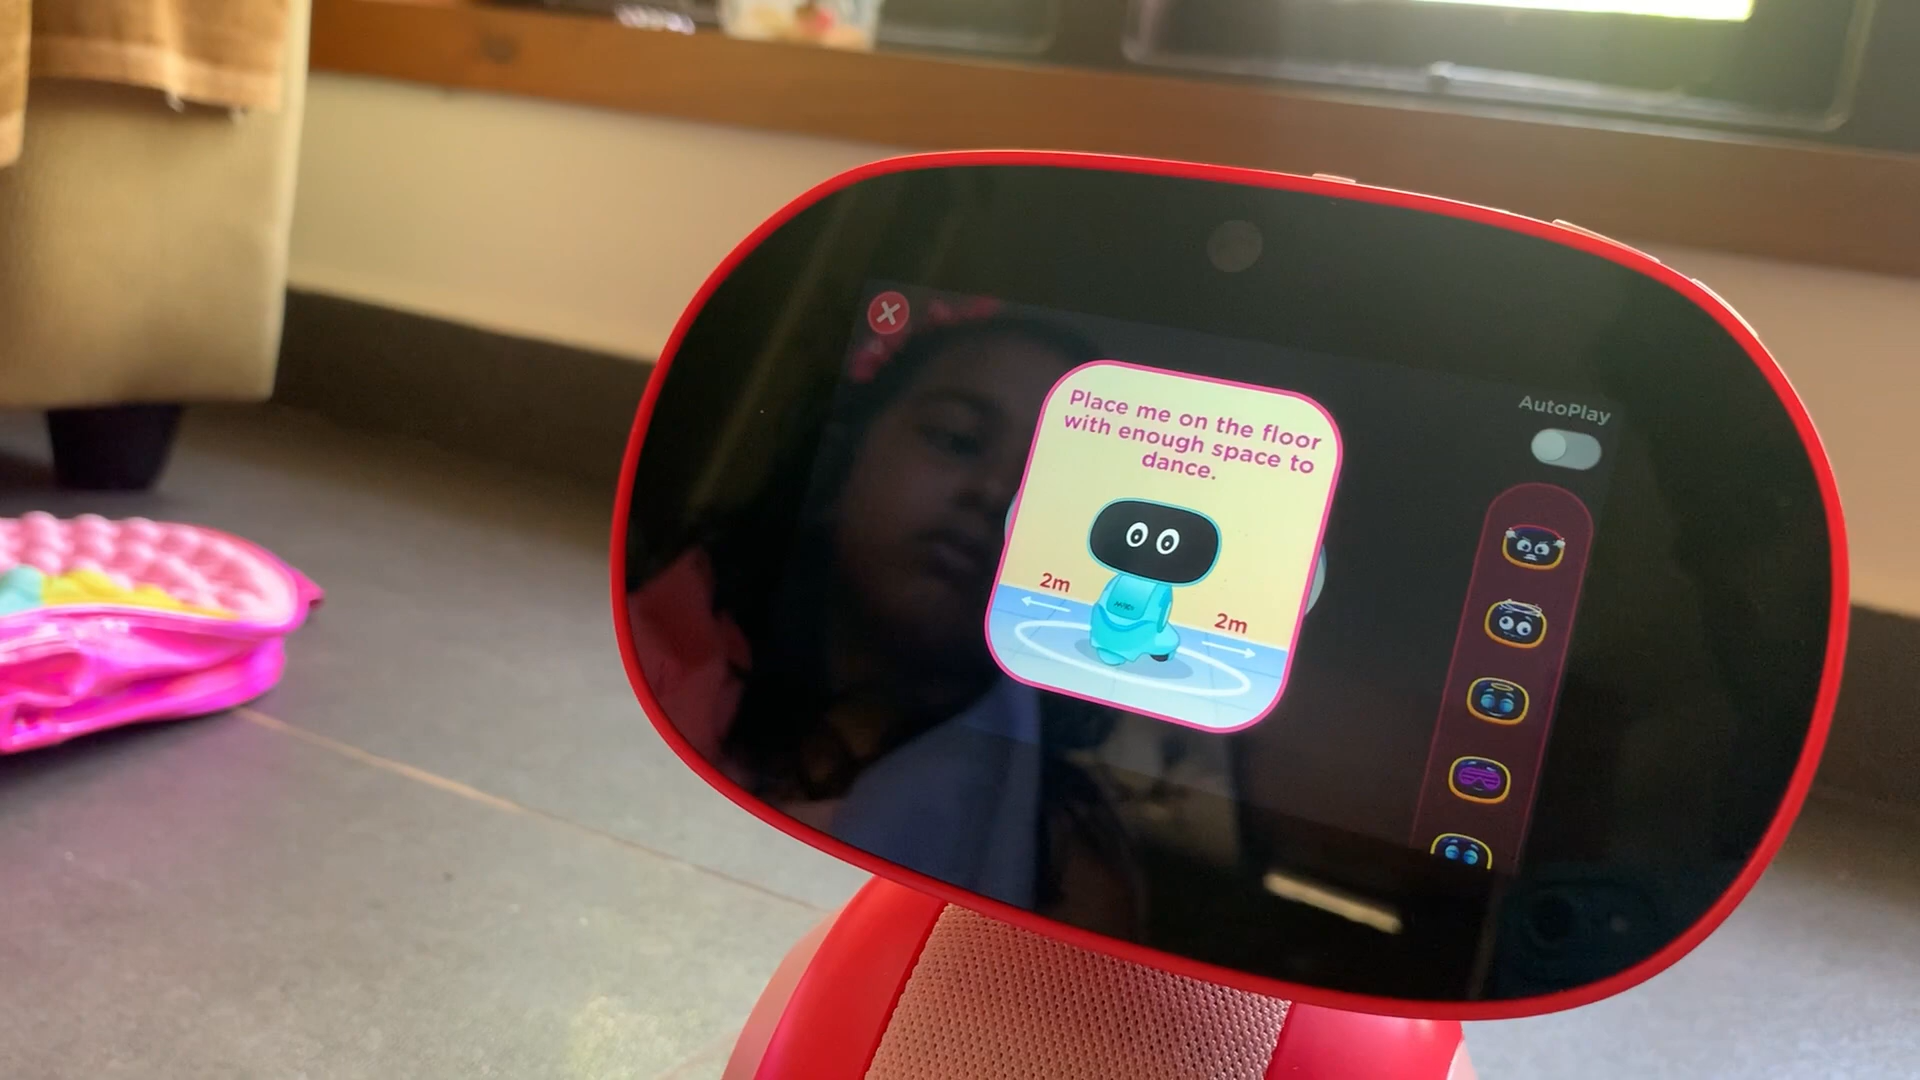 AutoPlay
Place me on the floor
with enough space to
dance.
2m
2m